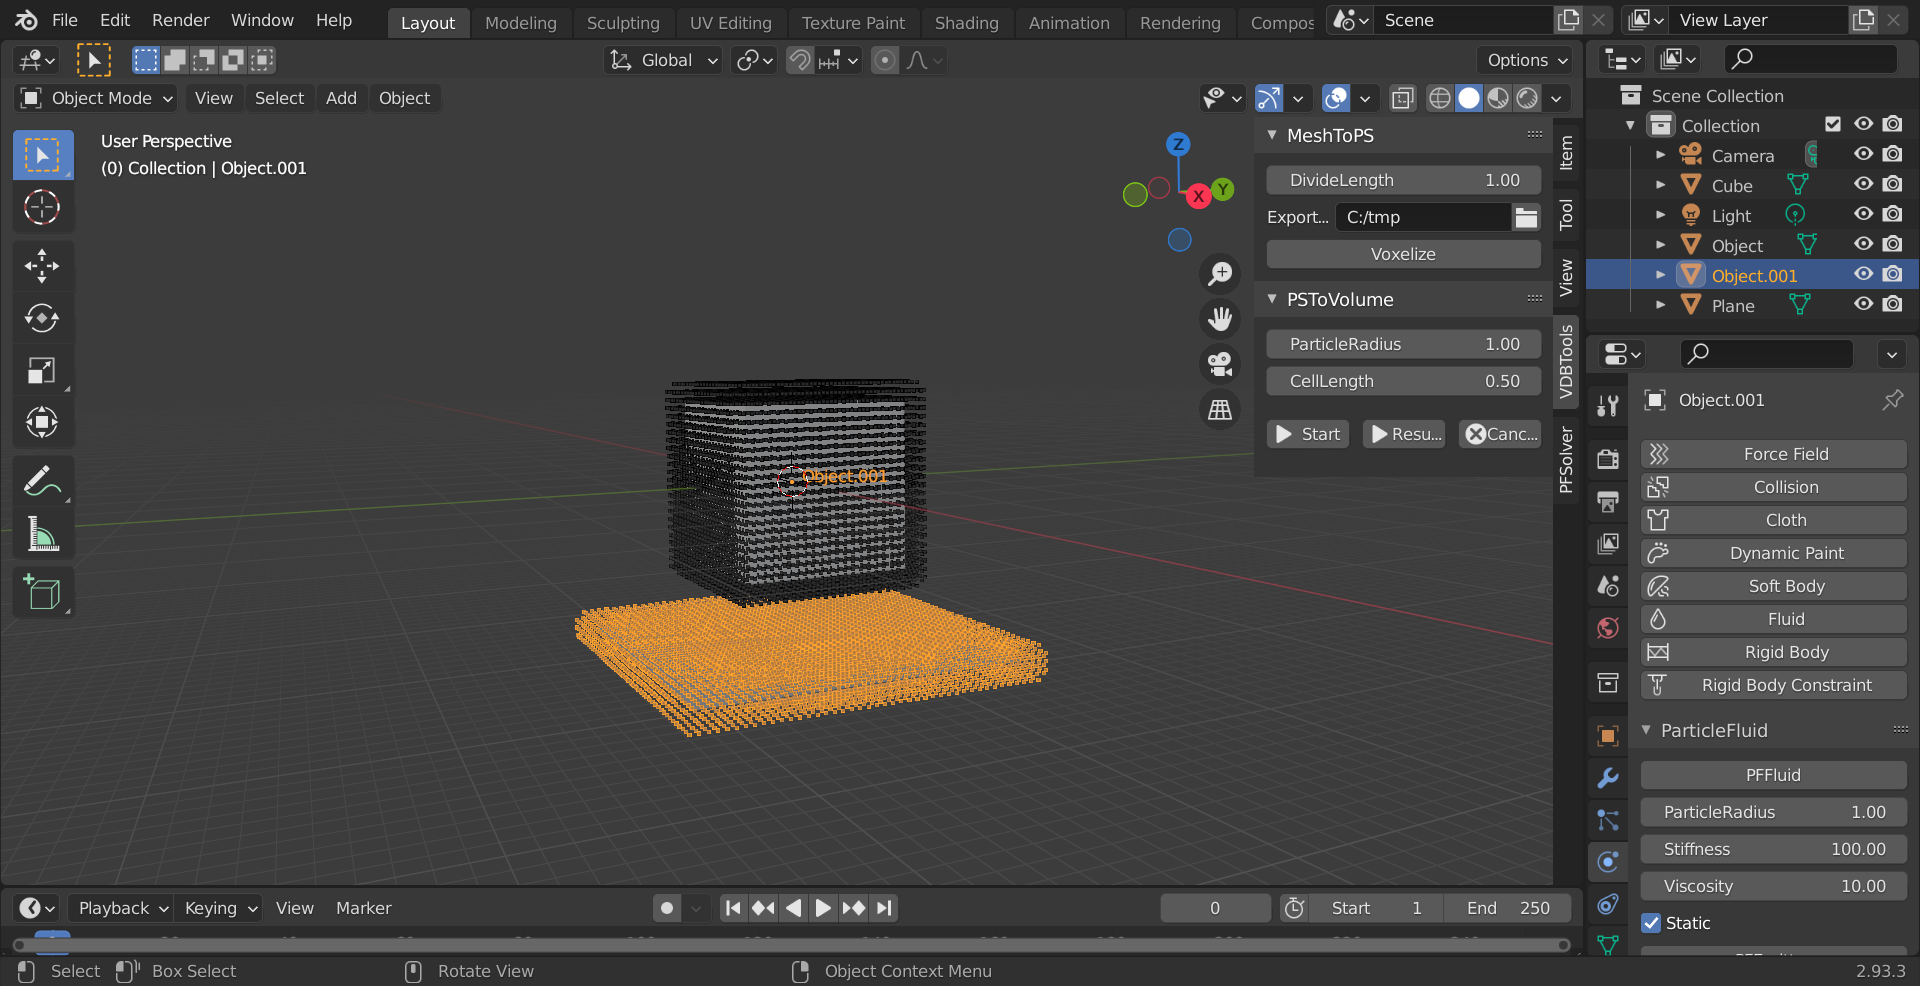 File Edit Render Window Help Layout Modeling Sculpting UV Editing Texture Paint Shading Animation Rendering Compos Scene View Layer
Global Options
Object Mode View Select Add Object
User Perspective
(0) Collection | Object.001
Z
X
Y
Object.001
MeshToPS
DivideLength 1.00
Export... C:/tmp
Voxelize
PSToVolume
ParticleRadius 1.00
CellLength 0.50
Start Resu... Canc...
Item
Tool
View
VDBTools
PFSolver
Scene Collection
Collection
Camera
Cube
Light
Object
Object.001
Plane
Object.001
Force Field
Collision
Cloth
Dynamic Paint
Soft Body
Fluid
Rigid Body
Rigid Body Constraint
ParticleFluid
PFFluid
ParticleRadius 1.00
Stiffness 100.00
Viscosity 10.00
Static
Playback Keying View Marker 0 Start 1 End 250
Select Box Select Rotate View Object Context Menu 2.93.3